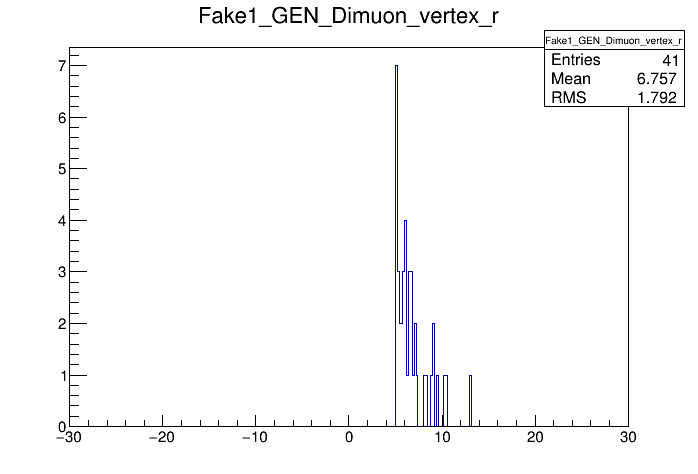 Fake1_GEN_Dimuon_vertex_r
Fake1_GEN_Dimuon_vertex_r
Entries 41
Mean 6.757
RMS 1.792
7
6
5
4
3
2
1
0
−30 −20 −10 0 10 20 30